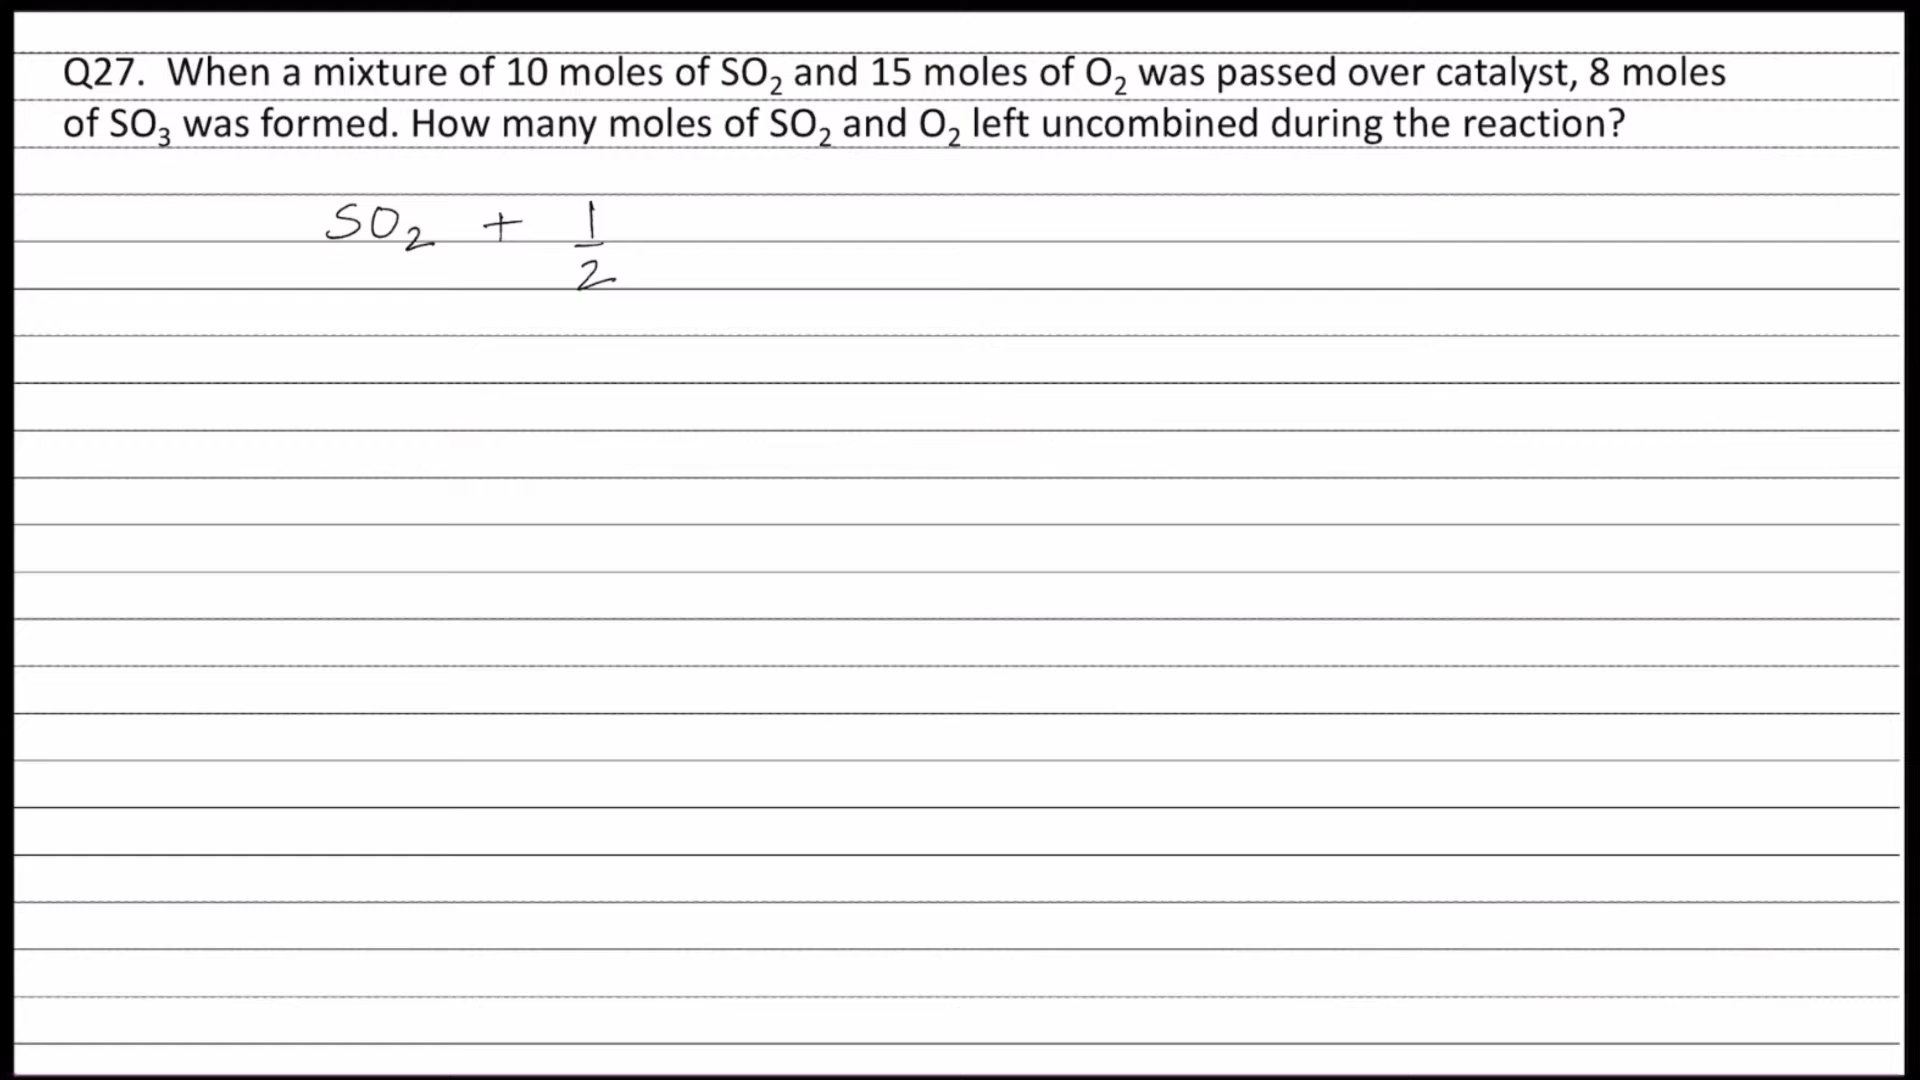 Q27. When a mixture of 10 moles of SO₂ and 15 moles of O₂ was passed over catalyst, 8 moles
of SO₃ was formed. How many moles of SO₂ and O₂ left uncombined during the reaction?
SO₂ + 1/2